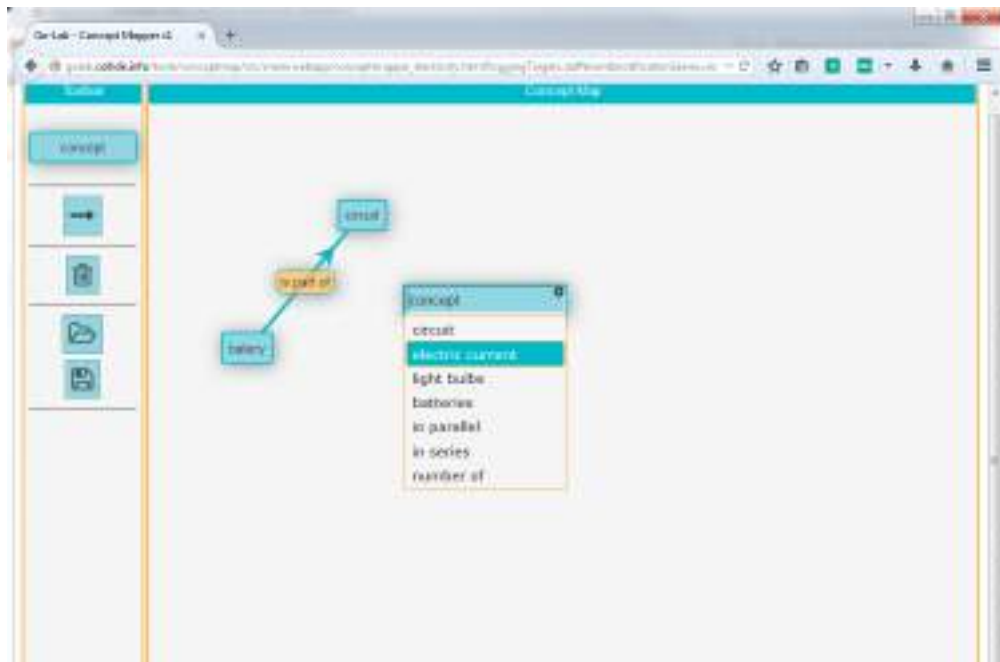 Go-Lab - Concept Mapper
Toolbar
Concept Map
concept
circuit
is part of
battery
concept
circuit
electric current
light bulbs
batteries
in parallel
in series
number of